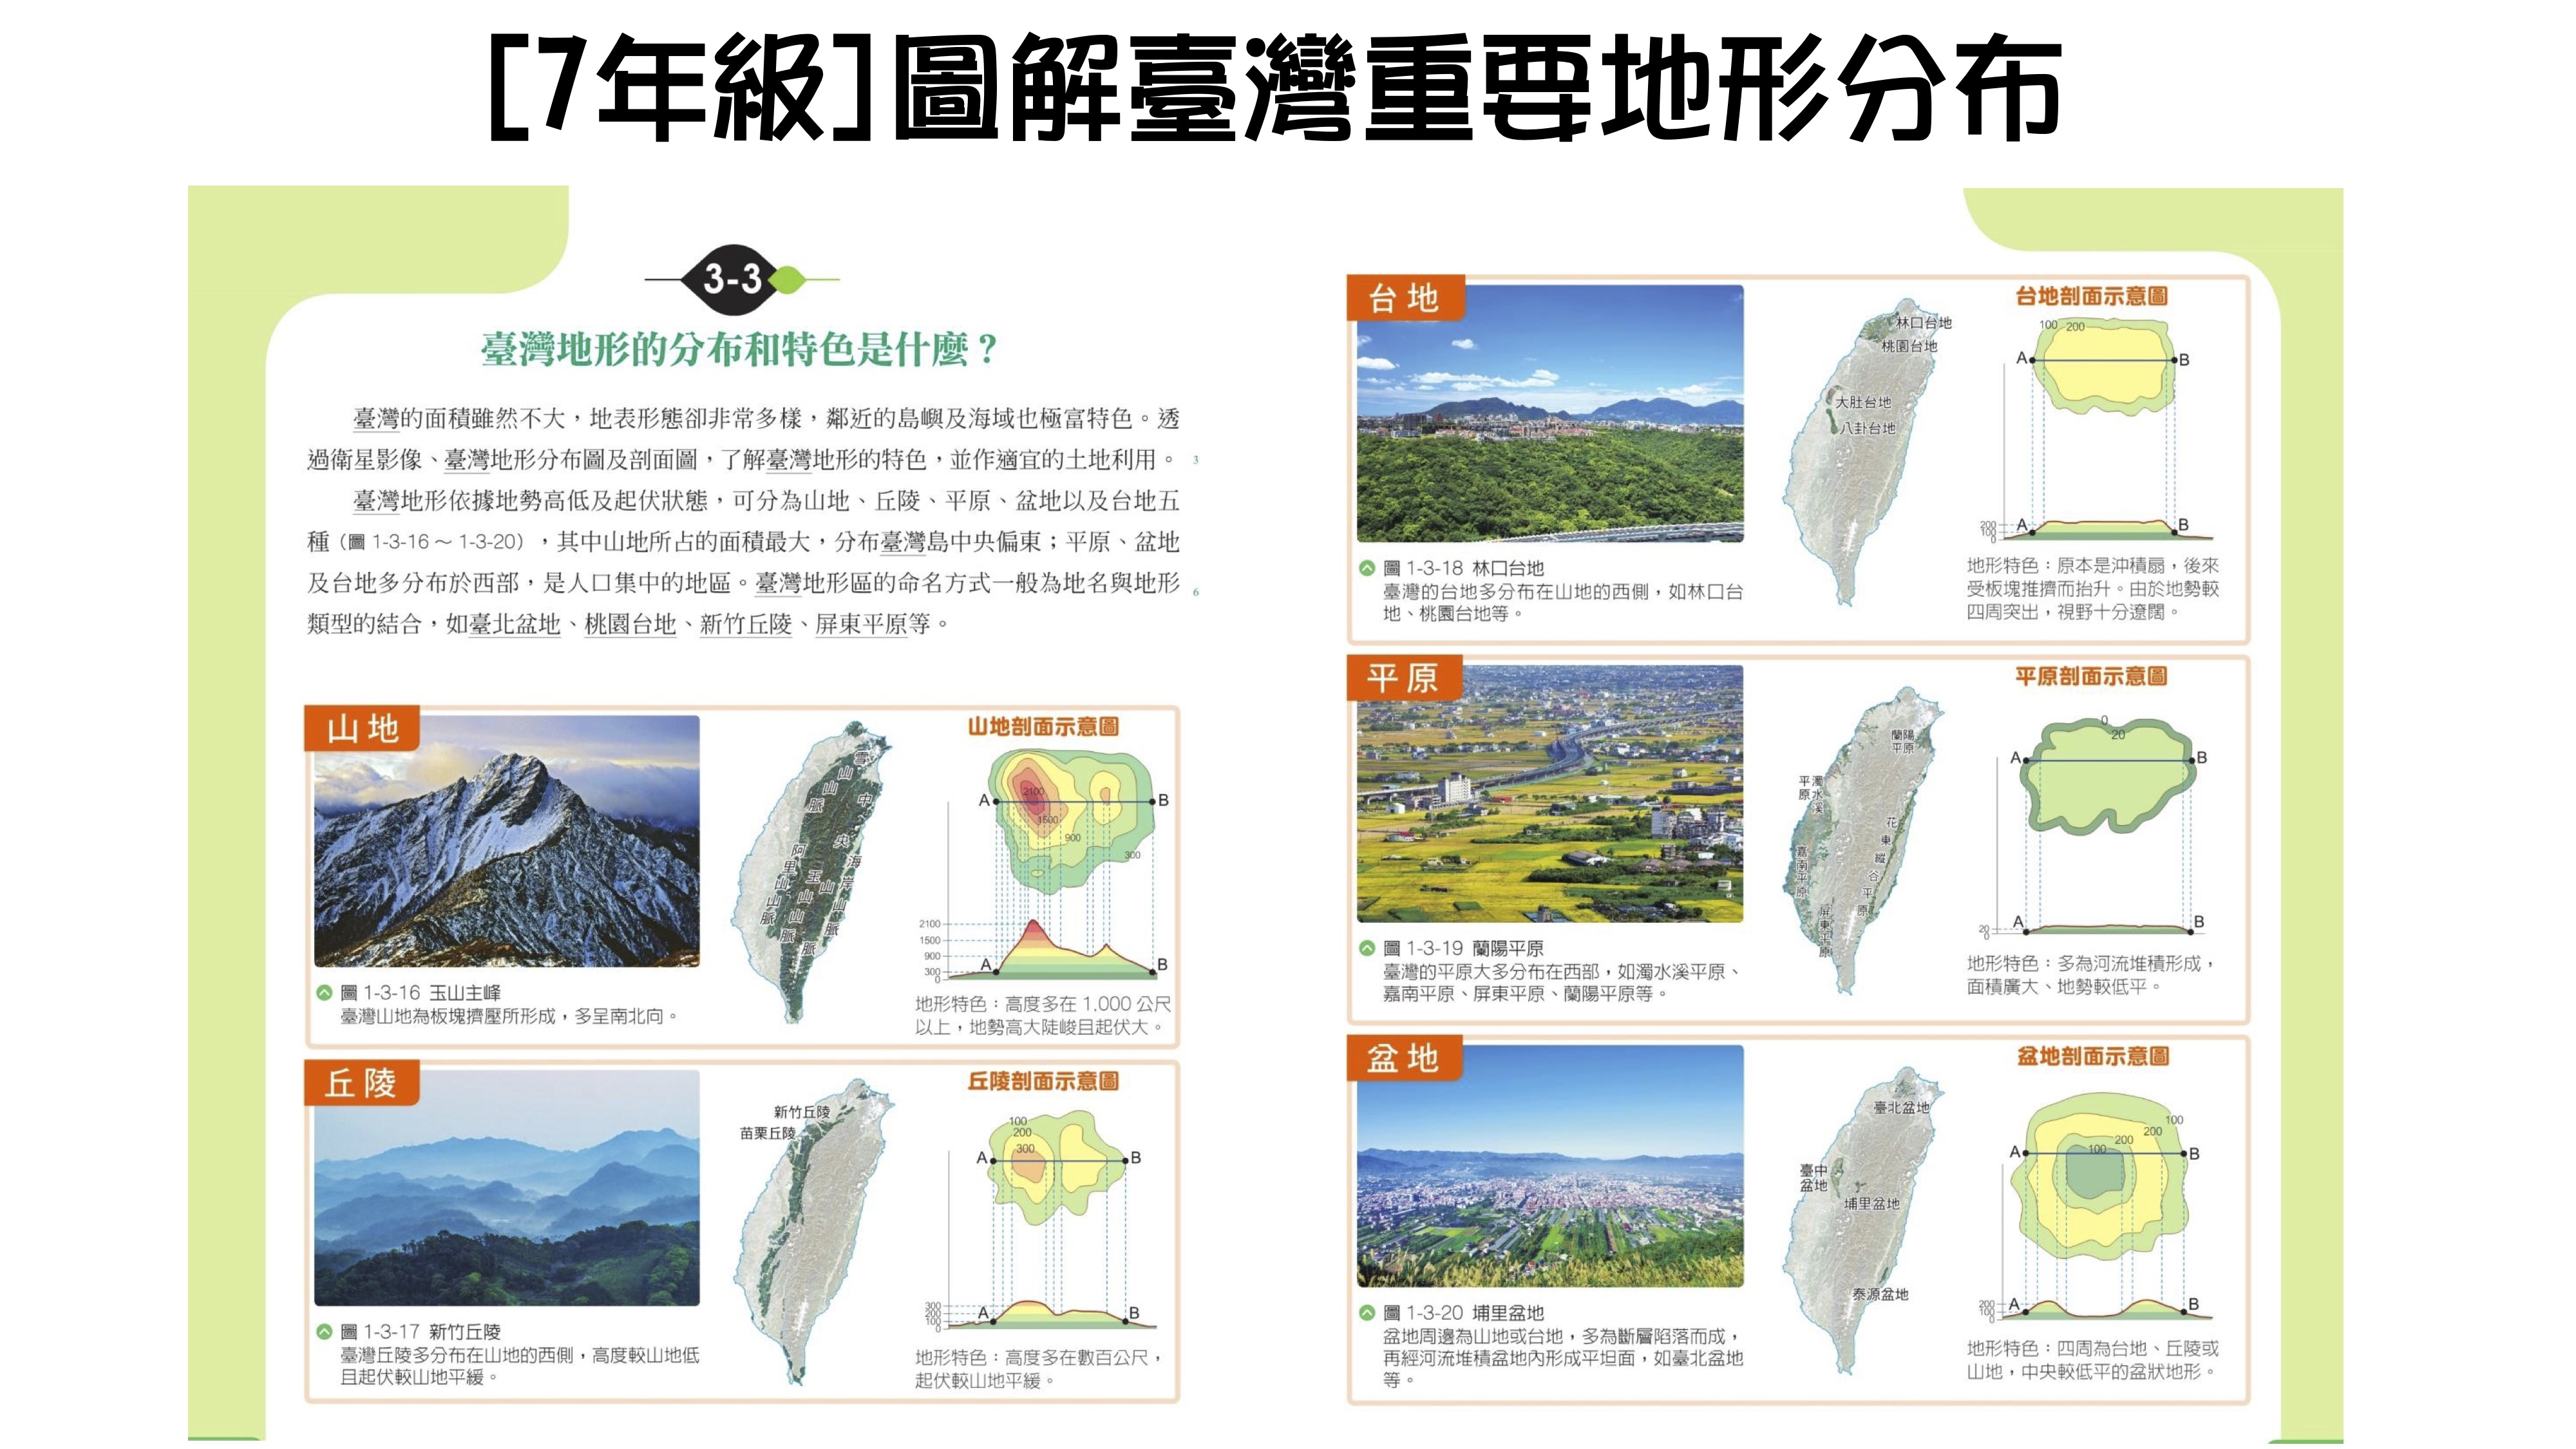 [7年級]圖解臺灣重要地形分布
3-3
臺灣地形的分布和特色是什麼？
臺灣的面積雖然不大，地表形態卻非常多樣，鄰近的島嶼及海域也極富特色。透
過衛星影像、臺灣地形分布圖及剖面圖，了解臺灣地形的特色，並作適宜的土地利用。
3
臺灣地形依據地勢高低及起伏狀態，可分為山地、丘陵、平原、盆地以及台地五
種（圖 1-3-16～1-3-20），其中山地所占的面積最大，分布臺灣島中央偏東；平原、盆地
及台地多分布於西部，是人口集中的地區。臺灣地形區的命名方式一般為地名與地形
6
類型的結合，如臺北盆地、桃園台地、新竹丘陵、屏東平原等。
山地
雪山山脈
中央山脈
海岸山脈
玉山山脈
阿里山山脈
山地剖面示意圖
2100
1500
900
300
A
B
2100
1500
900
300
0
A
B
圖 1-3-16 玉山主峰
臺灣山地為板塊擠壓所形成，多呈南北向。
地形特色：高度多在 1,000 公尺
以上，地勢高大陡峻且起伏大。
丘陵
新竹丘陵
苗栗丘陵
丘陵剖面示意圖
100
200
300
A
B
300
200
100
0
A
B
圖 1-3-17 新竹丘陵
臺灣丘陵多分布在山地的西側，高度較山地低
且起伏較山地平緩。
地形特色：高度多在數百公尺，
起伏較山地平緩。
台地
林口台地
桃園台地
大肚台地
八卦台地
台地剖面示意圖
100 200
A
B
200
100
0
A
B
圖 1-3-18 林口台地
臺灣的台地多分布在山地的西側，如林口台
地、桃園台地等。
地形特色：原本是沖積扇，後來
受板塊推擠而抬升。由於地勢較
四周突出，視野十分遼闊。
平原
蘭陽
平原
濁水溪
平原
花東縱谷平原
嘉南平原
屏東平原
平原剖面示意圖
0
20
A
B
20
0
A
B
圖 1-3-19 蘭陽平原
臺灣的平原大多分布在西部，如濁水溪平原、
嘉南平原、屏東平原、蘭陽平原等。
地形特色：多為河流堆積形成，
面積廣大、地勢較低平。
盆地
臺北盆地
臺中
盆地
埔里盆地
泰源盆地
盆地剖面示意圖
100
200
200
100
A
B
200
100
0
A
B
圖 1-3-20 埔里盆地
盆地周邊為山地或台地，多為斷層陷落而成，
再經河流堆積盆地內形成平坦面，如臺北盆地
等。
地形特色：四周為台地、丘陵或
山地，中央較低平的盆狀地形。